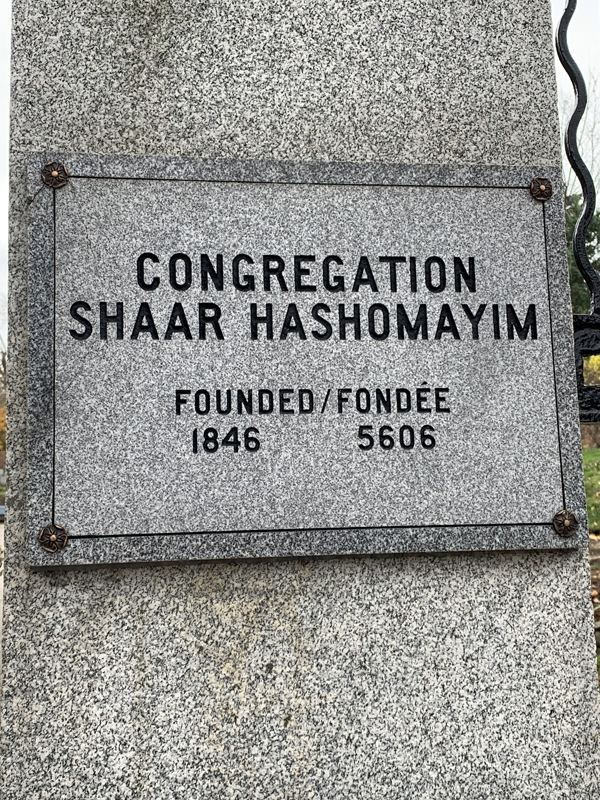 CONGREGATION
SHAAR HASHOMAYIM
FOUNDED/FONDÉE
1846 5606